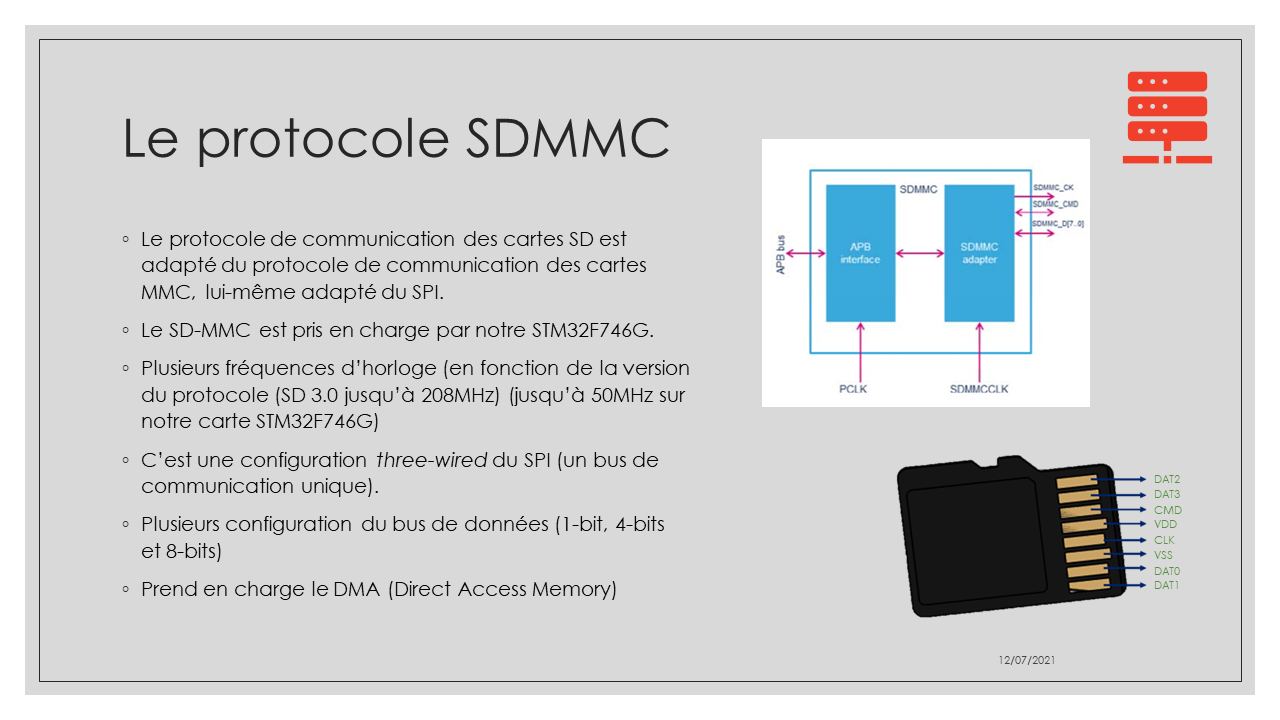 Le protocole SDMMC
◦ Le protocole de communication des cartes SD est
adapté du protocole de communication des cartes
MMC, lui-même adapté du SPI.
◦ Le SD-MMC est pris en charge par notre STM32F746G.
◦ Plusieurs fréquences d’horloge (en fonction de la version
du protocole (SD 3.0 jusqu’à 208MHz) (jusqu’à 50MHz sur
notre carte STM32F746G)
◦ C’est une configuration three-wired du SPI (un bus de
communication unique).
◦ Plusieurs configuration du bus de données (1-bit, 4-bits
et 8-bits)
◦ Prend en charge le DMA (Direct Access Memory)
SDMMC
SDMMC_CK
SDMMC_CMD
SDMMC_D[7..0]
APB bus
APB
interface
SDMMC
adapter
PCLK
SDMMCCLK
DAT2
DAT3
CMD
VDD
CLK
VSS
DAT0
DAT1
12/07/2021